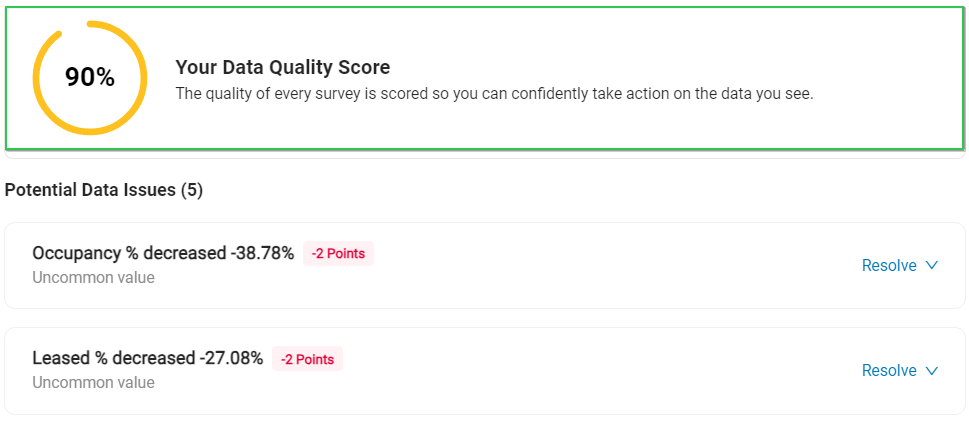 90%
Your Data Quality Score
The quality of every survey is scored so you can confidently take action on the data you see.
Potential Data Issues (5)
Occupancy % decreased -38.78% -2 Points
Uncommon value
Resolve
Leased % decreased -27.08% -2 Points
Uncommon value
Resolve